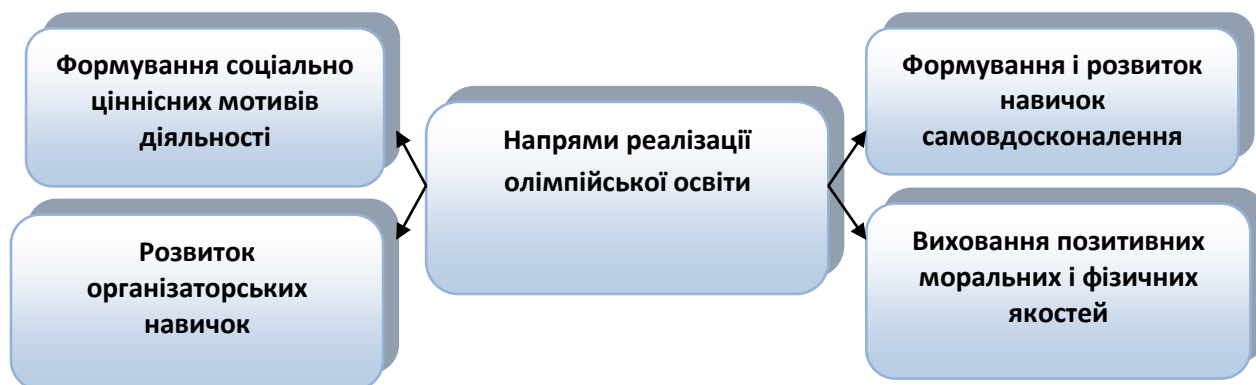 Формування соціально
ціннісних мотивів
діяльності
Розвиток
організаторських
навичок
Напрями реалізації
олімпійської освіти
Формування і розвиток
навичок
самовдосконалення
Виховання позитивних
моральних і фізичних
якостей